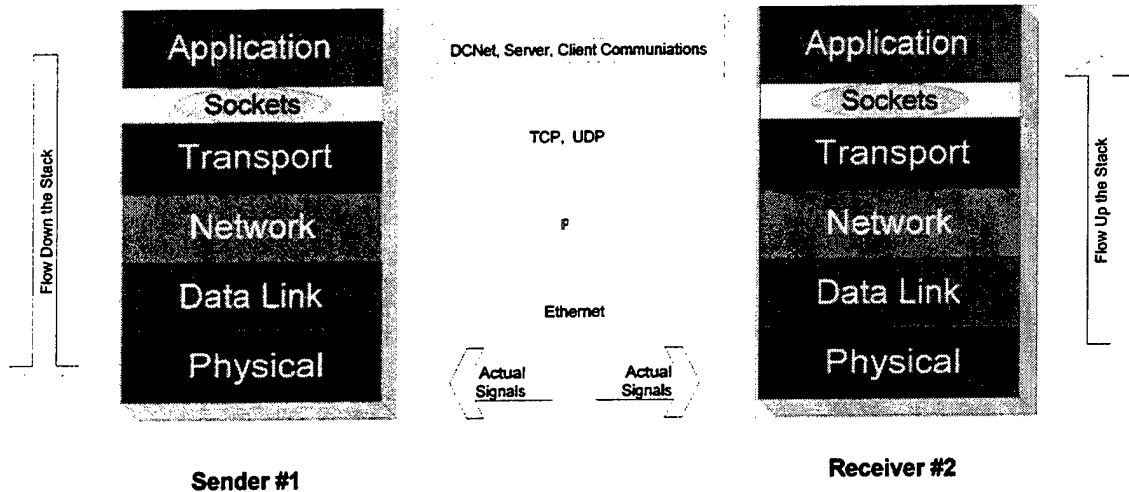 Application
Sockets
Transport
Network
Data Link
Physical
Flow Down the Stack
Sender #1
DCNet, Server, Client Communiations
TCP, UDP
P
Ethernet
Actual
Signals
Actual
Signals
Application
Sockets
Transport
Network
Data Link
Physical
Flow Up the Stack
Receiver #2